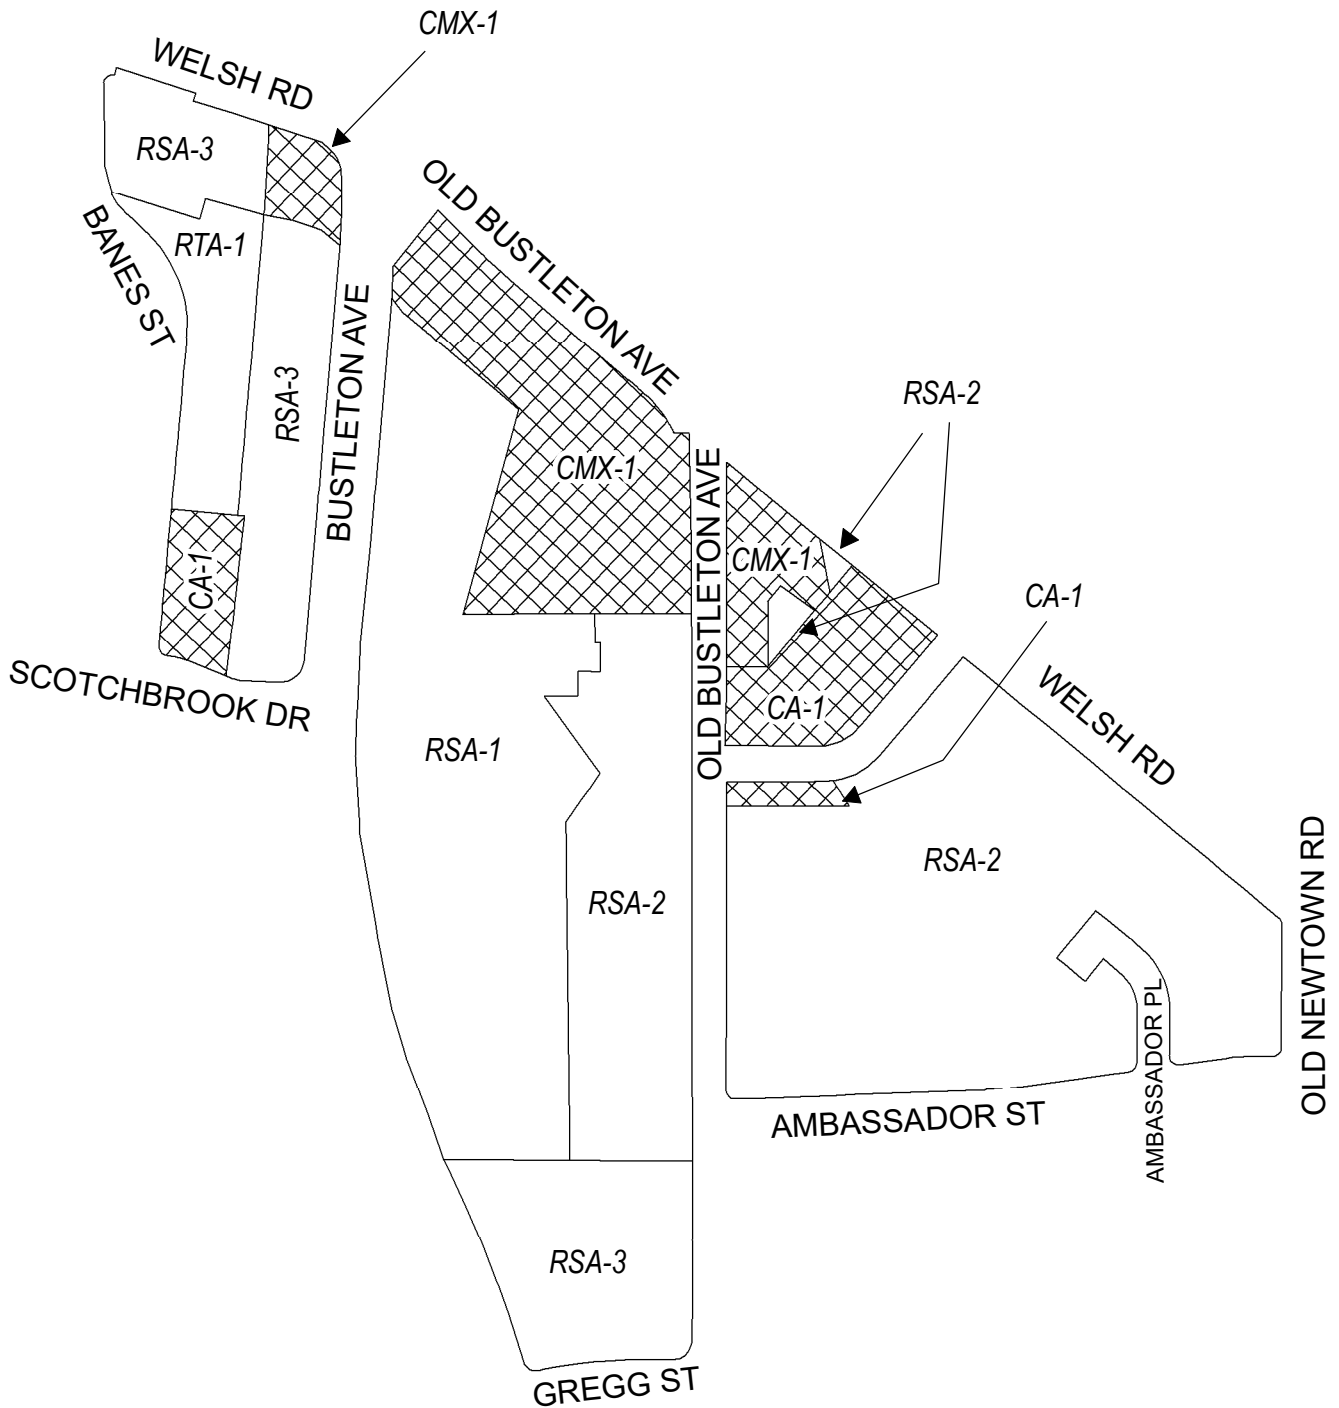 CMX-1
WELSH RD
RSA-3
OLD BUSTLETON AVE
BANES ST
RTA-1
BUSTLETON AVE
RSA-3
RSA-2
CMX-1
OLD BUSTLETON AVE
CMX-1
CA-1
CA-1
SCOTCHBROOK DR
WELSH RD
CA-1
RSA-1
RSA-2
RSA-2
OLD NEWTOWN RD
AMBASSADOR PL
AMBASSADOR ST
RSA-3
GREGG ST